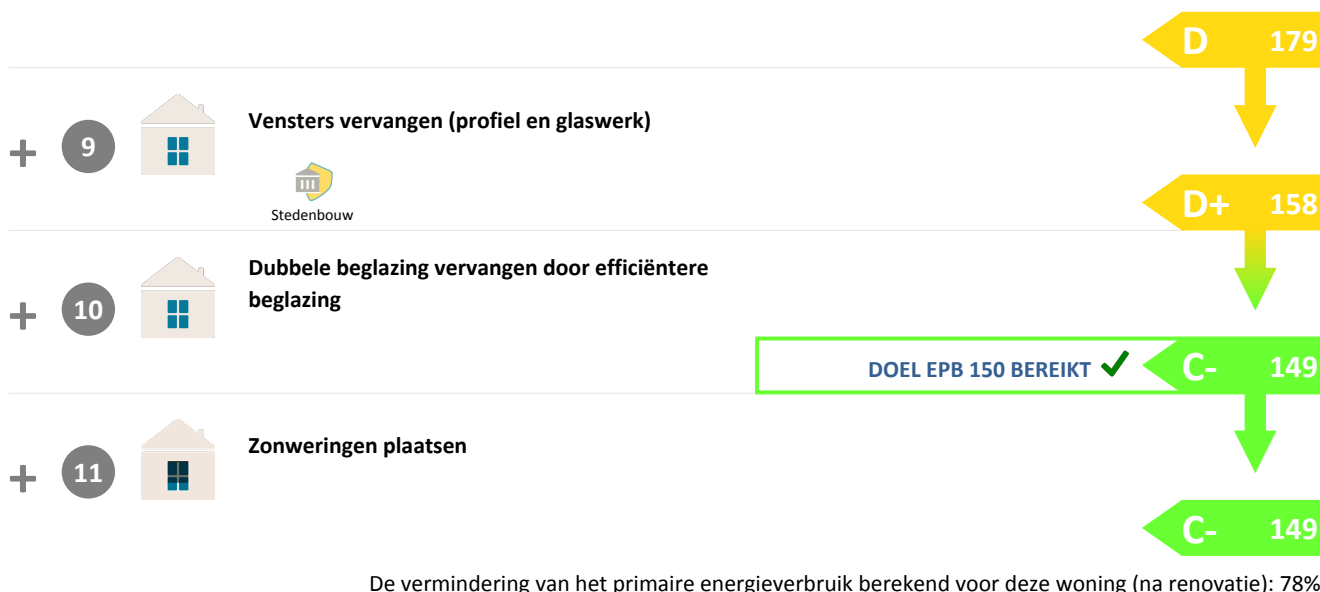 D 179
+ 9 Vensters vervangen (profiel en glaswerk)
Stedenbouw
D+ 158
+ 10 Dubbele beglazing vervangen door efficiëntere
beglazing
DOEL EPB 150 BEREIKT ✔ C- 149
+ 11 Zonweringen plaatsen
C- 149
De vermindering van het primaire energieverbruik berekend voor deze woning (na renovatie): 78%